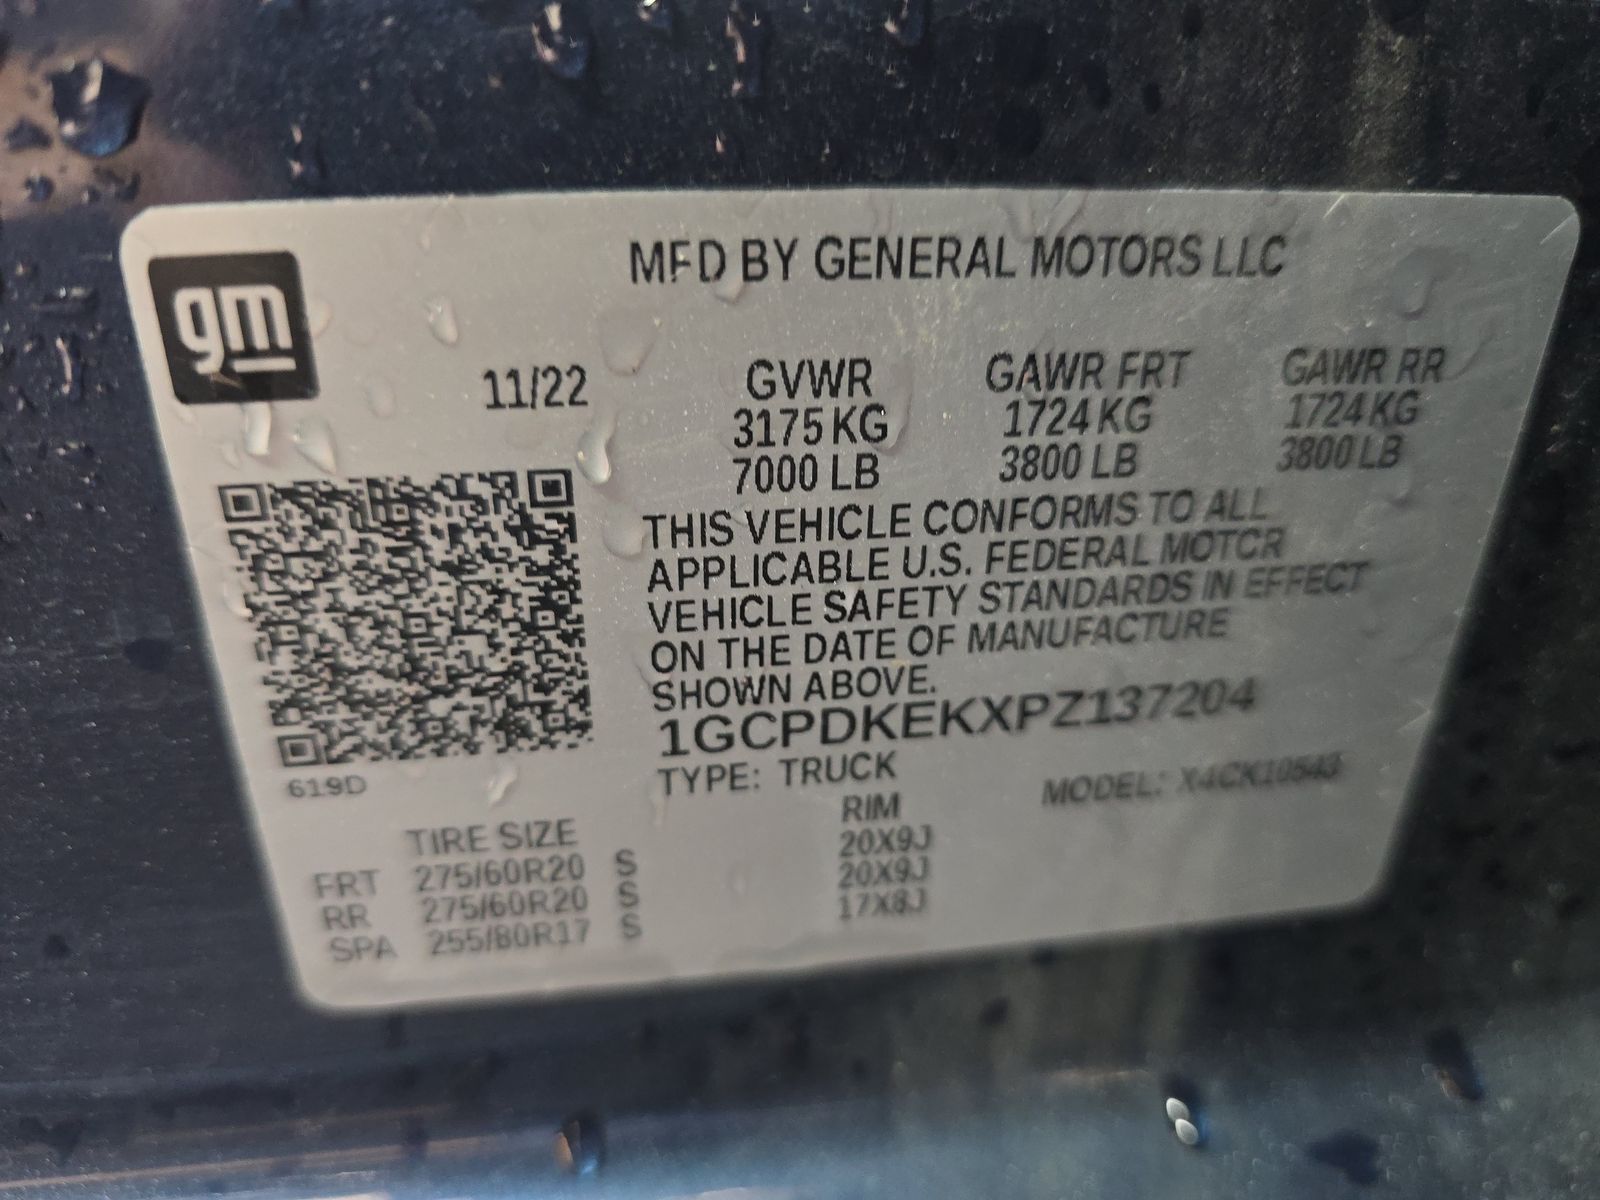 gm
MFD BY GENERAL MOTORS LLC
11/22 GVWR GAWR FRT GAWR RR
3175 KG 1724 KG 1724 KG
7000 LB 3800 LB 3800 LB
THIS VEHICLE CONFORMS TO ALL
APPLICABLE U.S. FEDERAL MOTOR
VEHICLE SAFETY STANDARDS IN EFFECT
ON THE DATE OF MANUFACTURE
SHOWN ABOVE.
1GCPDKEKXPZ137204
619D
TYPE: TRUCK MODEL: X4CK10543
TIRE SIZE RIM
FRT 275/60R20 S 20X9J
RR 275/60R20 S 20X9J
SPA 255/80R17 S 17X8J